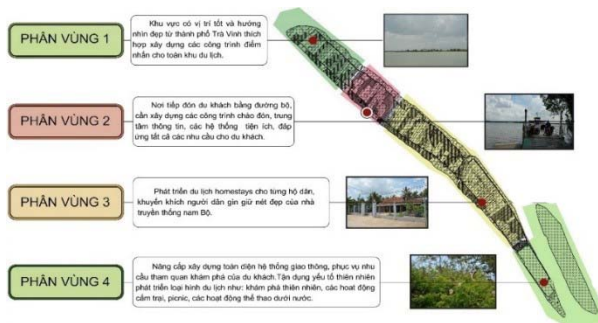 PHÂN VÙNG 1
Khu vực có vị trí tốt và hướng
nhìn đẹp từ thành phố Trà Vinh thích
hợp xây dựng các công trình điểm
nhấn cho toàn khu du lịch.
PHÂN VÙNG 2
Nơi tiếp đón du khách bằng đường bộ,
cần xây dựng các công trình chào đón, trung
tâm thông tin, các hệ thống tiện ích, đáp
ứng tất cả các nhu cầu cho du khách.
PHÂN VÙNG 3
Phát triển du lịch homestays cho từng hộ dân,
khuyến khích người dân gìn giữ nét đẹp của nhà
truyền thống nam Bộ.
PHÂN VÙNG 4
Nâng cấp xây dựng toàn diện hệ thống giao thông, phục vụ nhu
cầu tham quan khám phá của du khách.Tận dụng yếu tố thiên nhiên
phát triển loại hình du lịch như: khám phá thiên nhiên, các hoạt động
cắm trại, picnic, các hoạt động thể thao dưới nước.